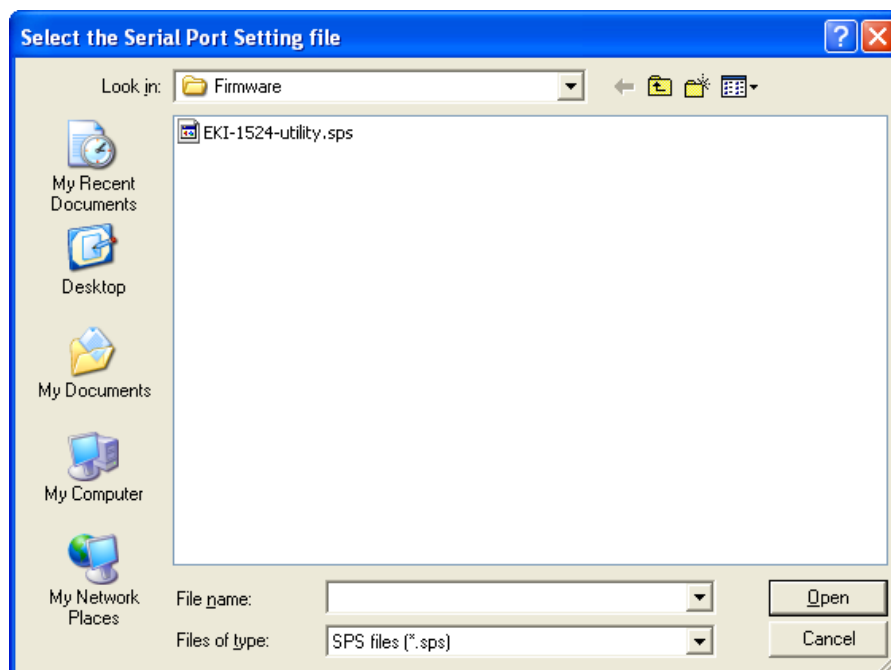 Select the Serial Port Setting file
Look in:
Firmware
EKI-1524-utility.sps
My Recent
Documents
Desktop
My Documents
My Computer
My Network
Places
File name:
Open
Files of type:
SPS files (*.sps)
Cancel